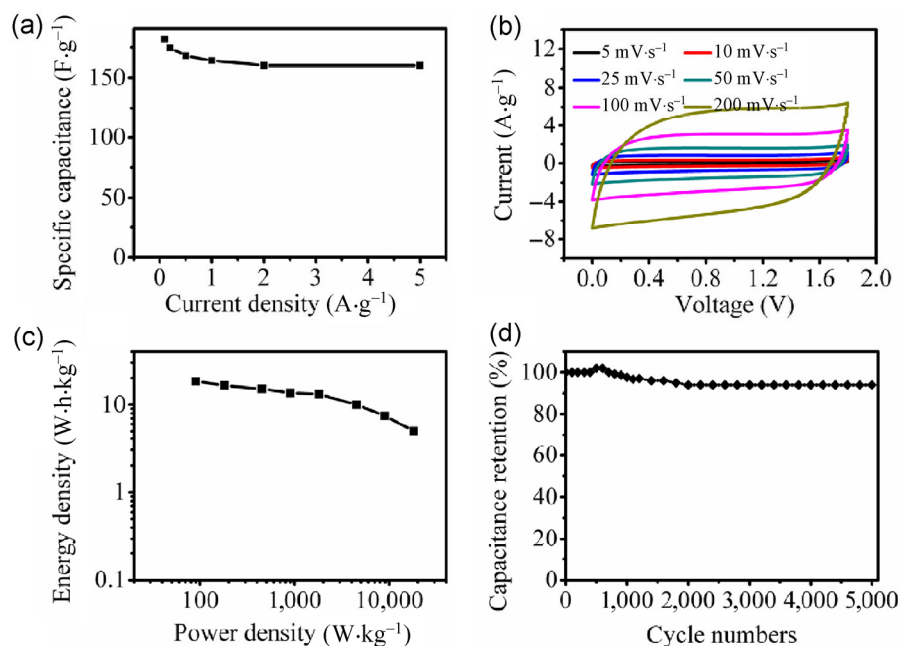 (a)
Specific capacitance (F·g⁻¹)
150
100
50
0
0 1 2 3 4 5
Current density (A·g⁻¹)
(b)
Current (A·g⁻¹)
12
8
4
0
−4
−8
5 mV·s⁻¹ 10 mV·s⁻¹
25 mV·s⁻¹ 50 mV·s⁻¹
100 mV·s⁻¹ 200 mV·s⁻¹
0.0 0.4 0.8 1.2 1.6 2.0
Voltage (V)
(c)
Energy density (W·h·kg⁻¹)
10
1
0.1
100 1,000 10,000
Power density (W·kg⁻¹)
(d)
Capacitance retention (%)
100
80
60
40
20
0
0 1,000 2,000 3,000 4,000 5,000
Cycle numbers